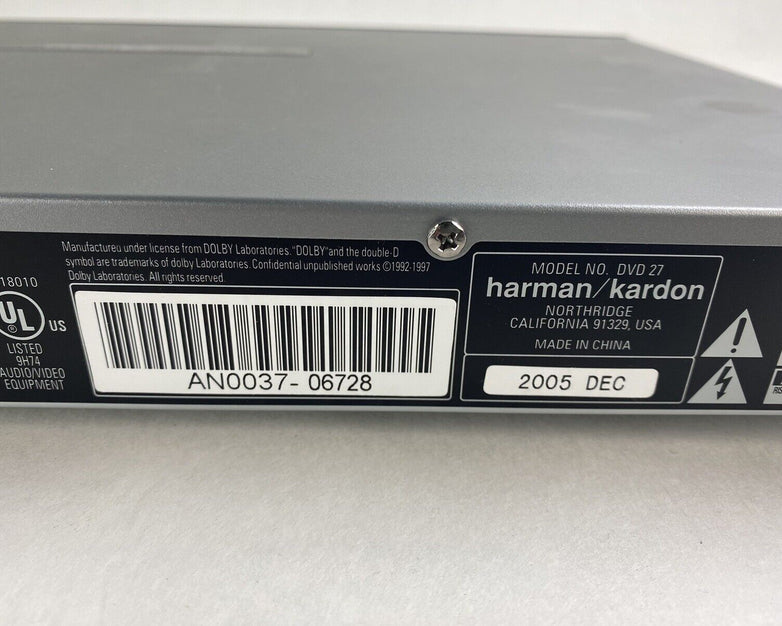 Manufactured under license from DOLBY Laboratories. "DOLBY" and the double-D
symbol are trademarks of dolby Laboratories. Confidential unpublished works ©1992-1997
Dolby Laboratories. All rights reserved.
18010
UL
®
US
LISTED
9H74
AUDIO/VIDEO
EQUIPMENT
AN0037- 06728
MODEL NO. DVD 27
harman/kardon
NORTHRIDGE
CALIFORNIA 91329, USA
MADE IN CHINA
2005 DEC